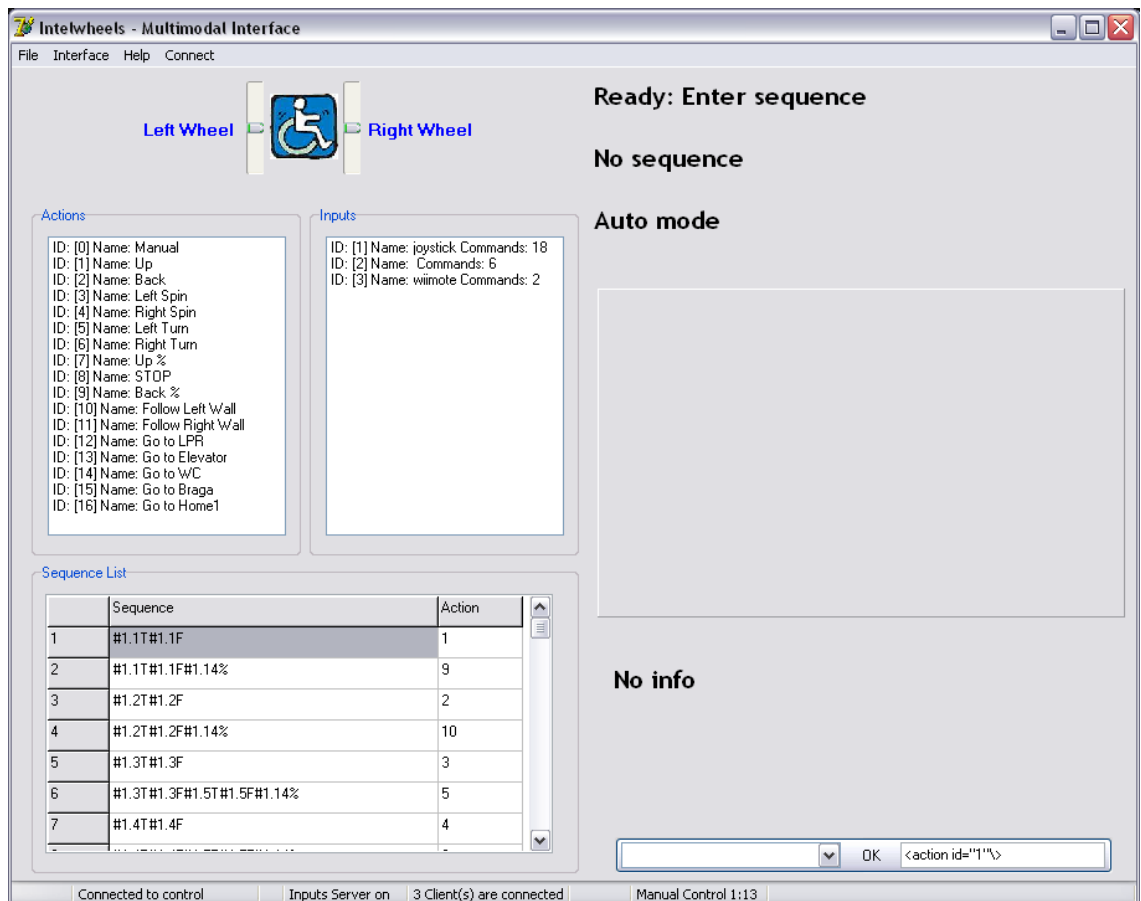 Intelwheels - Multimodal Interface
File Interface Help Connect
Left Wheel
Right Wheel
Ready: Enter sequence
No sequence
Auto mode
Actions
ID: [0] Name: Manual
ID: [1] Name: Up
ID: [2] Name: Back
ID: [3] Name: Left Spin
ID: [4] Name: Right Spin
ID: [5] Name: Left Turn
ID: [6] Name: Right Turn
ID: [7] Name: Up %
ID: [8] Name: STOP
ID: [9] Name: Back %
ID: [10] Name: Follow Left Wall
ID: [11] Name: Follow Right Wall
ID: [12] Name: Go to LPR
ID: [13] Name: Go to Elevator
ID: [14] Name: Go to WC
ID: [15] Name: Go to Braga
ID: [16] Name: Go to Home1
Inputs
ID: [1] Name: joystick Commands: 18
ID: [2] Name:  Commands: 6
ID: [3] Name: wiimote Commands: 2
Sequence List
Sequence Action
1 #1.1T#1.1F 1
2 #1.1T#1.1F#1.14% 9
3 #1.2T#1.2F 2
4 #1.2T#1.2F#1.14% 10
5 #1.3T#1.3F 3
6 #1.3T#1.3F#1.5T#1.5F#1.14% 5
7 #1.4T#1.4F 4
No info
OK <action id="1"\>
Connected to control Inputs Server on 3 Client(s) are connected Manual Control 1:13